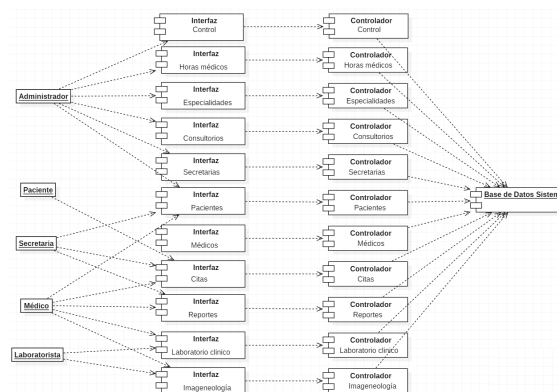 Interfaz
Control
Controlador
Control
Interfaz
Horas médicos
Controlador
Horas médicos
Administrador
Interfaz
Especialidades
Controlador
Especialidades
Interfaz
Consultorios
Controlador
Consultorios
Interfaz
Secretarias
Controlador
Secretarias
Paciente
Interfaz
Pacientes
Controlador
Pacientes
Base de Datos Sistem
Secretaria
Interfaz
Médicos
Controlador
Médicos
Interfaz
Citas
Controlador
Citas
Médico
Interfaz
Reportes
Controlador
Reportes
Laboratorista
Interfaz
Laboratorio clinico
Controlador
Laboratorio clínico
Interfaz
Imageneología
Controlador
Imageneología